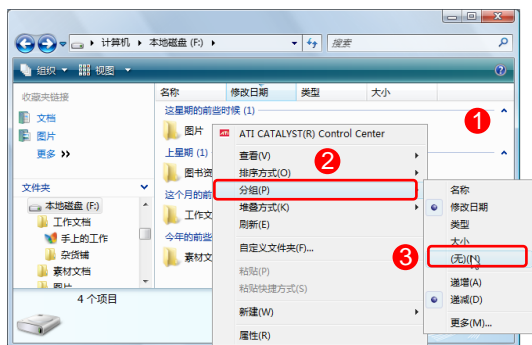 计算机 ▸ 本地磁盘 (F:) ▸
搜索
组织 视图
收藏夹链接
文档
图片
更多 >>
文件夹
本地磁盘 (F:)
工作文档
手上的工作
杂货铺
素材文档
4 个项目
名称 修改日期 类型 大小
这星期的前些时候 (1)
图片
上星期 (1)
图书资
这个月的前
工作文
今年的前些
素材文
1
ATI CATALYST(R) Control Center
查看(V)
2
排序方式(O)
分组(P)
堆叠方式(K)
刷新(E)
自定义文件夹(F)...
粘贴(P)
粘贴快捷方式(S)
新建(W)
属性(R)
名称
修改日期
类型
大小
3
(无)(N)
递增(A)
递减(D)
更多(M)...